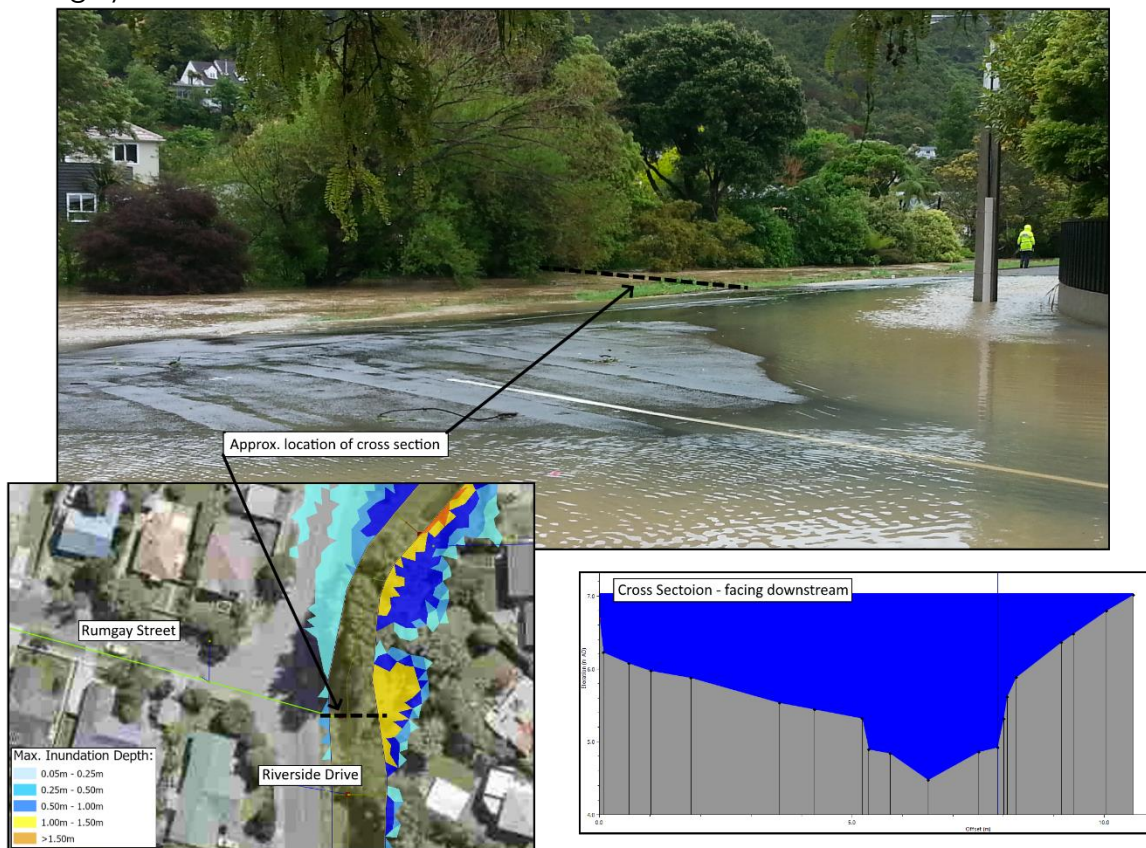 Approx. location of cross section
Rumgay Street
Riverside Drive
Max. Inundation Depth:
0.05m - 0.25m
0.25m - 0.50m
0.50m - 1.00m
1.00m - 1.50m
>1.50m
Cross Sectoion - facing downstream
7.0
6.0
5.0
4.0
0.0
5.0
10.0
Offset (m)